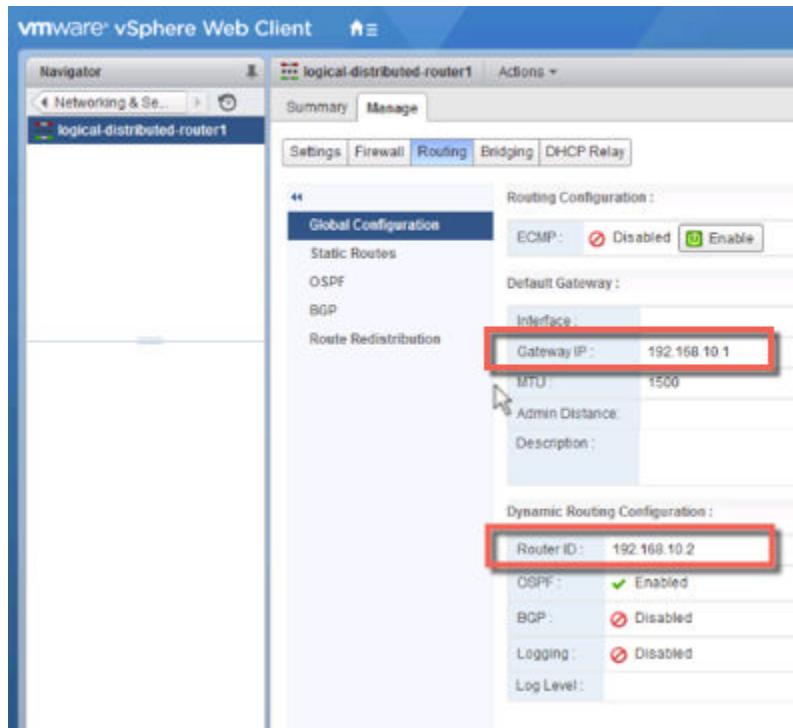 vmware® vSphere Web Client
Navigator
logical-distributed-router1 Actions
Networking & Se...
Summary Manage
logical-distributed-router1
Settings Firewall Routing Bridging DHCP Relay
Global Configuration
Static Routes
OSPF
BGP
Route Redistribution
Routing Configuration :
ECMP : Disabled Enable
Default Gateway :
Interface :
Gateway IP : 192.168.10.1
MTU : 1500
Admin Distance:
Description :
Dynamic Routing Configuration :
Router ID : 192.168.10.2
OSPF : Enabled
BGP : Disabled
Logging : Disabled
Log Level :